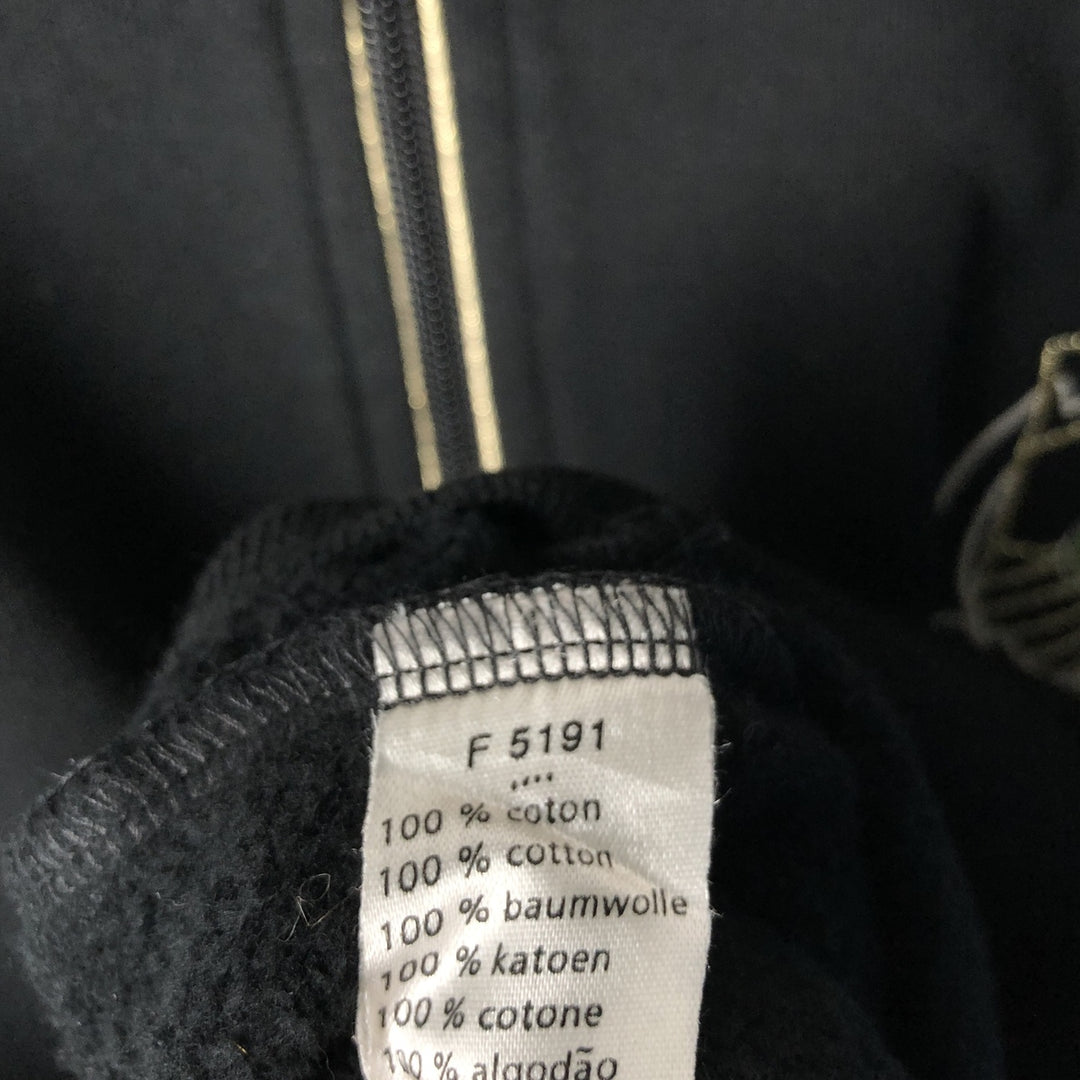 F 5191
100 % coton
100 % cotton
100 % baumwolle
100 % katoen
100 % cotone
100 % algodão